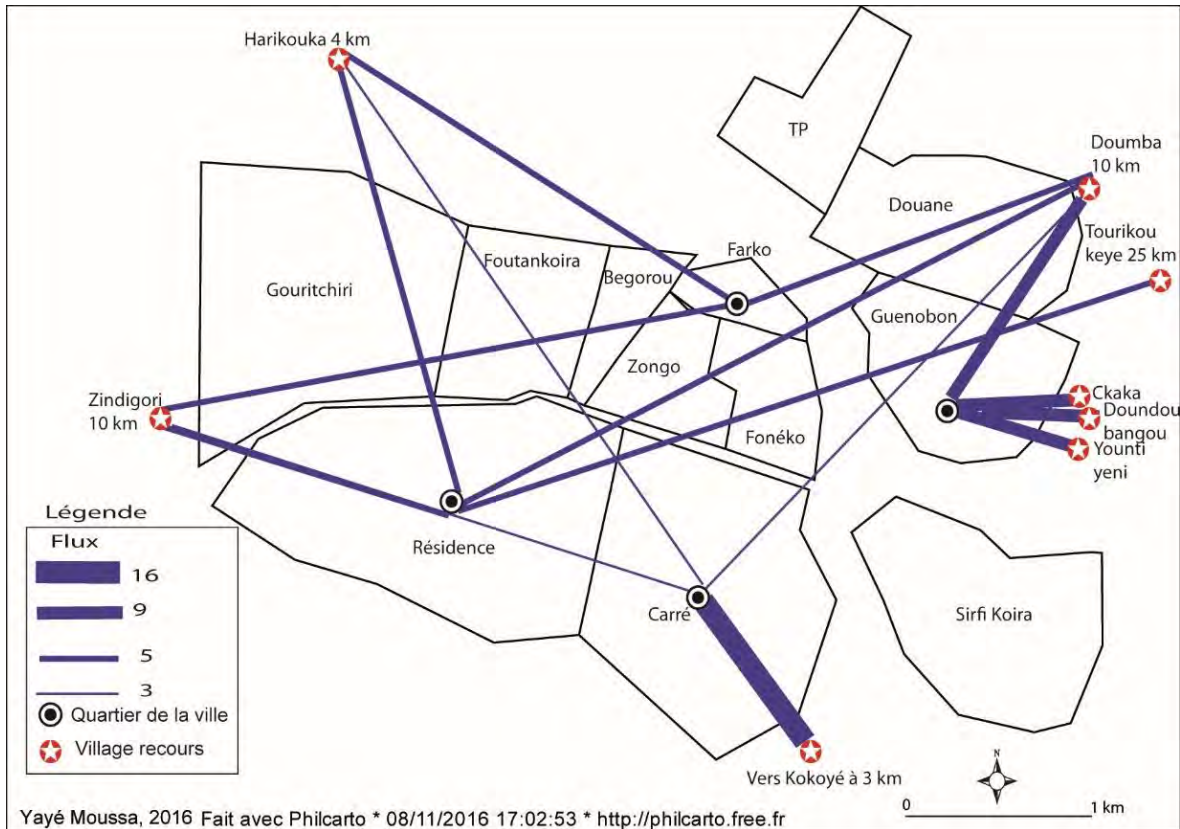 Harikouka 4 km
TP
Doumba
10 km
Douane
Tourikou
keye 25 km
Farko
Foutankoira
Begorou
Gouritchiri
Guenobon
Zongo
Zindigori
10 km
Ckaka
Doundou
bangou
Younti
yeni
Fonéko
Légende
Flux
16
9
5
3
Quartier de la ville
Village recours
Résidence
Carré
Sirfi Koira
Vers Kokoyé à 3 km
N
0
1 km
Yayé Moussa, 2016 Fait avec Philcarto * 08/11/2016 17:02:53 * http://philcarto.free.fr